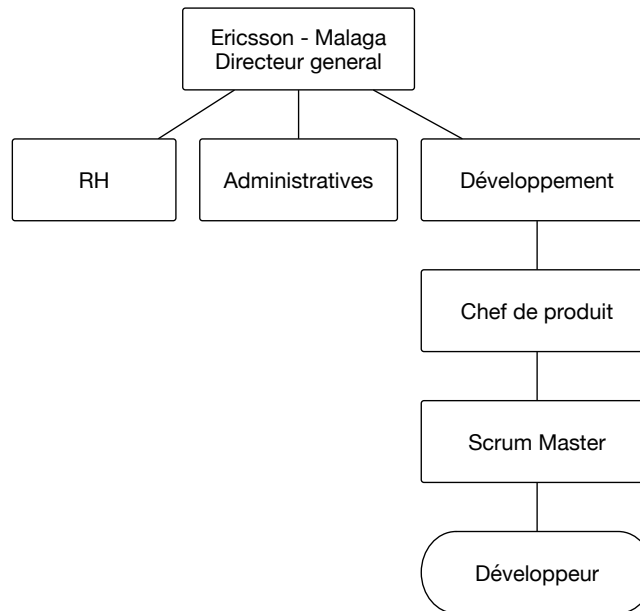 Ericsson - Malaga
Directeur general
RH
Administratives
Développement
Chef de produit
Scrum Master
Développeur